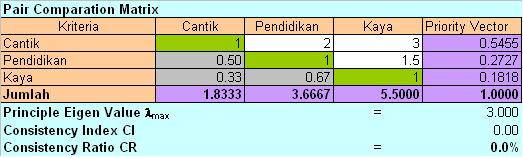 Pair Comparation Matrix
Kriteria Cantik Pendidikan Kaya Priority Vector
Cantik 1 2 3 0.5455
Pendidikan 0.50 1 1.5 0.2727
Kaya 0.33 0.67 1 0.1818
Jumlah 1.8333 3.6667 5.5000 1.0000
Principle Eigen Value λmax = 3.000
Consistency Index CI 0.00
Consistency Ratio CR = 0.0%